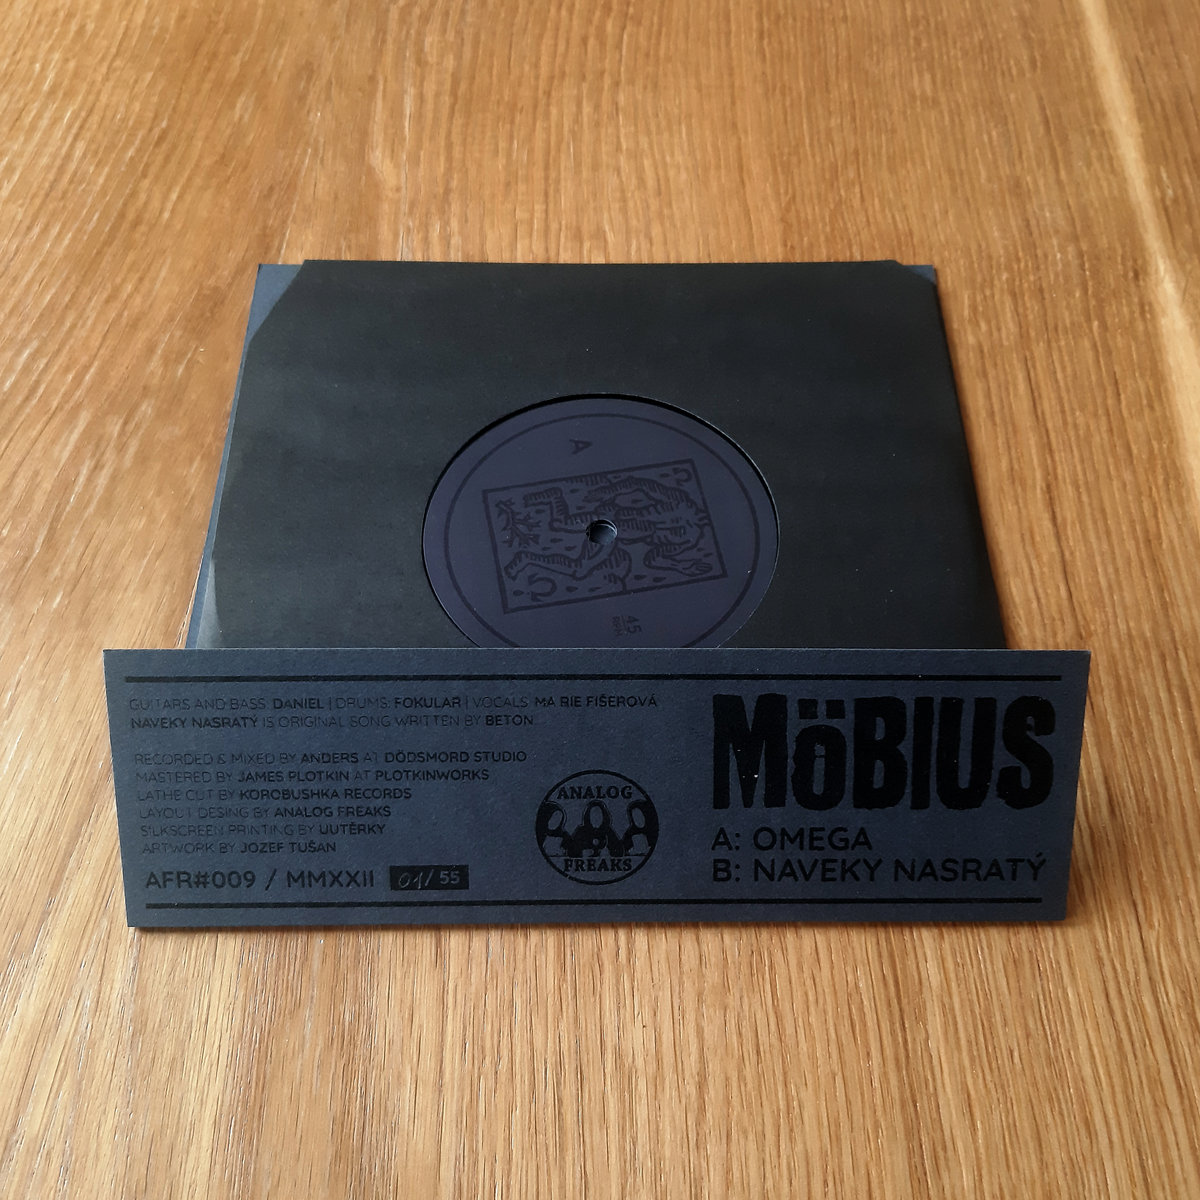 A
45
RPM
GUITARS AND BASS: DANIEL | DRUMS: FOKULAR | VOCALS: MA RIE FIŠEROVÁ
NAVEKY NASRATÝ IS ORIGINAL SONG WRITTEN BY BETON
RECORDED & MIXED BY ANDERS AT DÖDSMORD STUDIO
MASTERED BY JAMES PLOTKIN AT PLOTKINWORKS
LATHE CUT BY KOROBUSHKA RECORDS
LAYOUT DESING BY ANALOG FREAKS
SILKSCREEN PRINTING BY UUTĚRKY
ARTWORK BY JOZEF TUŠAN
AFR#009 / MMXXII 01/55
ANALOG
9
FREAKS
MÖBIUS
A: OMEGA
B: NAVEKY NASRATÝ